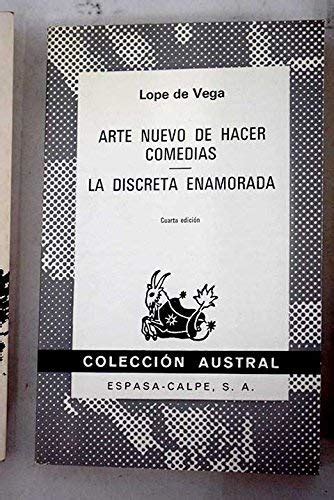 Lope de Vega
ARTE NUEVO DE HACER
COMEDIAS
LA DISCRETA ENAMORADA
Cuarta edición
COLECCIÓN AUSTRAL
ESPASA-CALPE, S. A.